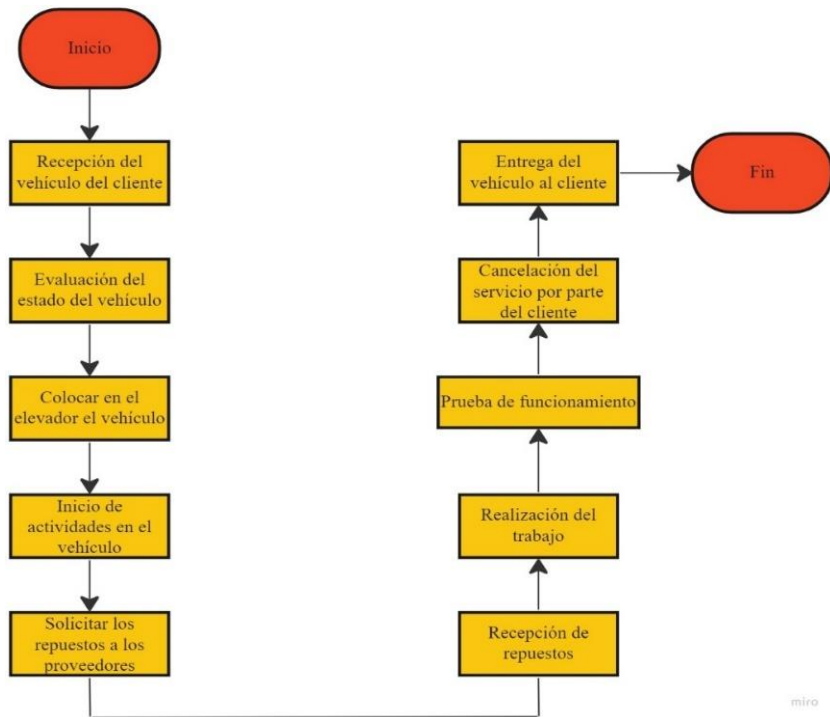 Inicio
Recepción del
vehículo del cliente
Evaluación del
estado del vehículo
Colocar en el
elevador el vehículo
Inicio de
actividades en el
vehículo
Solicitar los
repuestos a los
proveedores
Recepción de
repuestos
Realización del
trabajo
Prueba de funcionamiento
Cancelación del
servicio por parte
del cliente
Entrega del
vehículo al cliente
Fin
miro